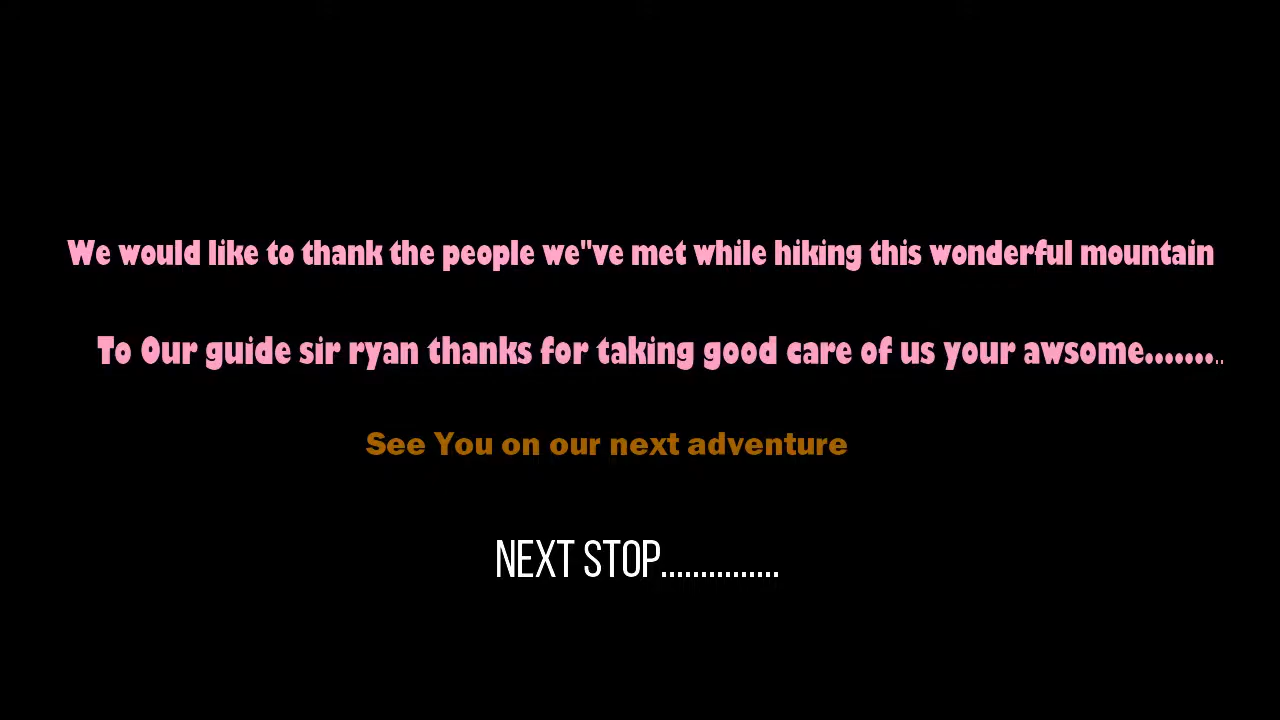 We would like to thank the people we"ve met while hiking this wonderful mountain
To Our guide sir ryan thanks for taking good care of us your awsome.........
See You on our next adventure
NEXT STOP...............